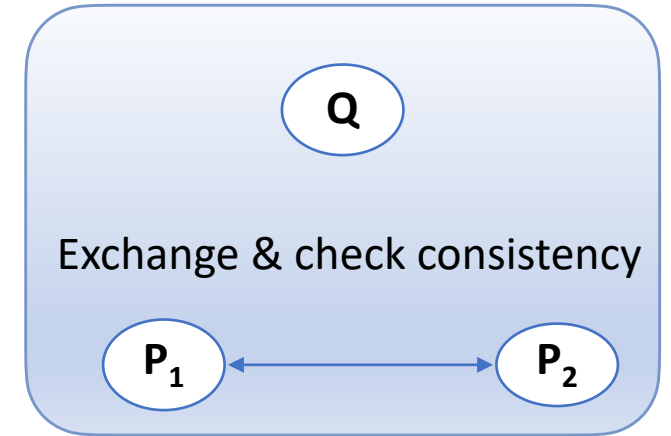 Q
Exchange & check consistency
P₁ P₂